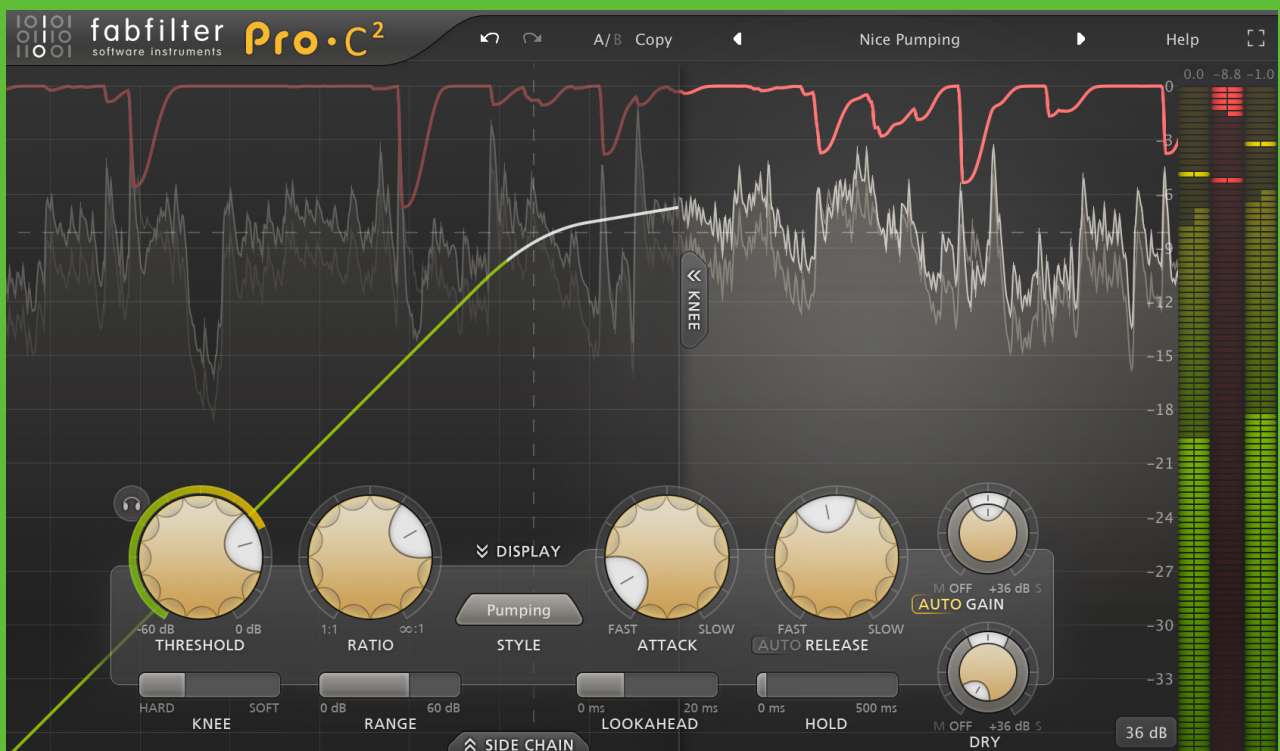 fabfilter
software instruments
Pro·C²
A/B Copy
Nice Pumping
Help
0.0 -8.8 -1.0
0
-3
-6
-9
-12
-15
-18
-21
-24
-27
-30
-33
36 dB
« KNEE
DISPLAY
-60 dB 0 dB
THRESHOLD
1:1 ∞:1
RATIO
Pumping
STYLE
FAST SLOW
ATTACK
FAST SLOW
AUTO RELEASE
M OFF +36 dB S
AUTO GAIN
HARD SOFT
KNEE
0 dB 60 dB
RANGE
0 ms 20 ms
LOOKAHEAD
0 ms 500 ms
HOLD
M OFF +36 dB S
DRY
SIDE CHAIN